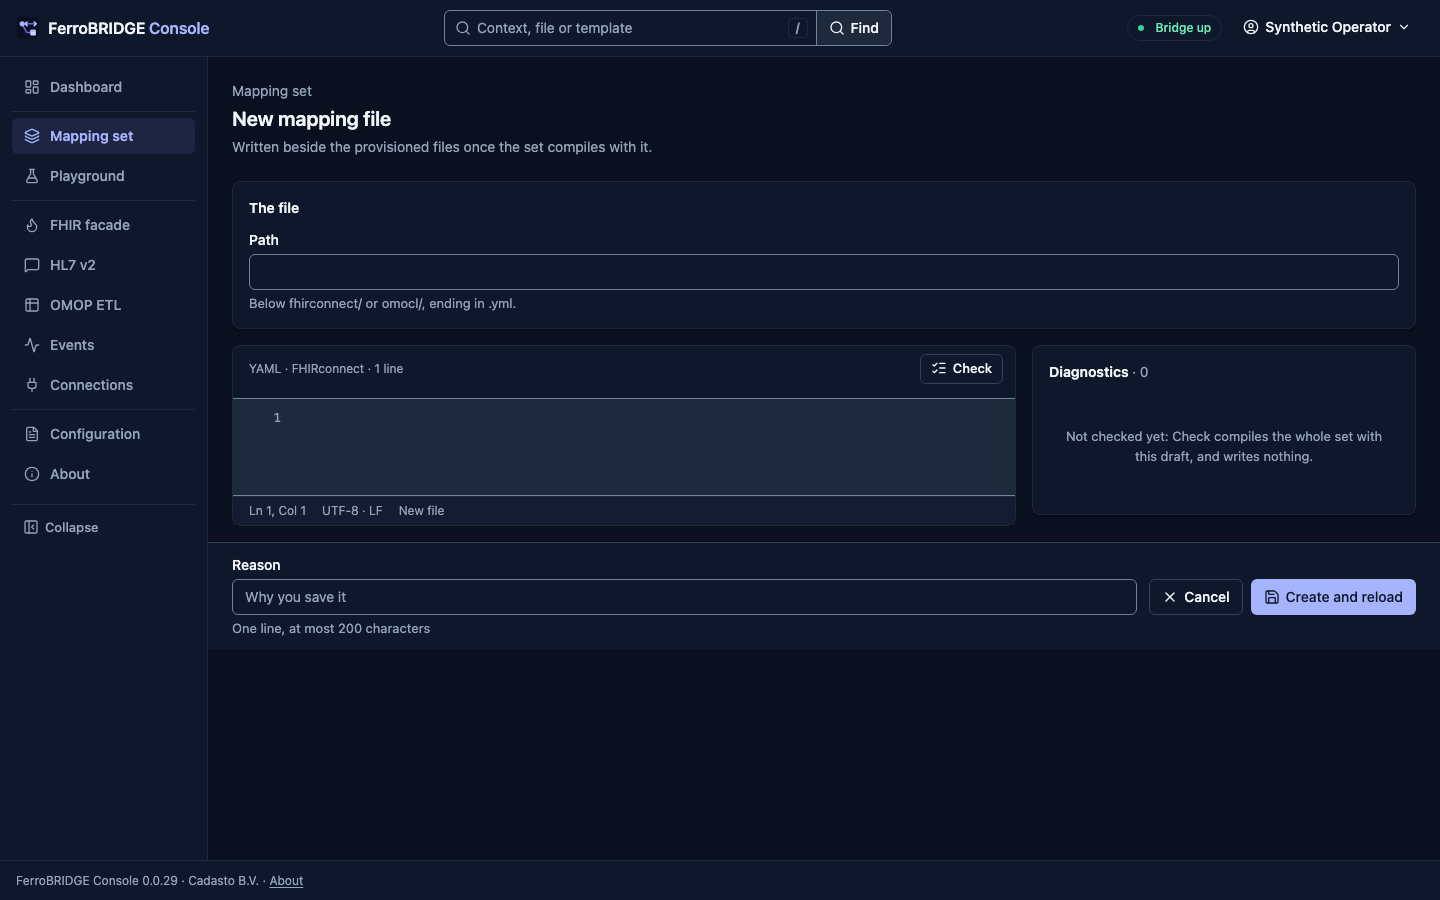 FerroBRIDGE Console
Context, file or template
/
Find
Bridge up
Synthetic Operator
Dashboard
Mapping set
Playground
FHIR facade
HL7 v2
OMOP ETL
Events
Connections
Configuration
About
Collapse
Mapping set
New mapping file
Written beside the provisioned files once the set compiles with it.
The file
Path
Below fhirconnect/ or omocl/, ending in .yml.
YAML · FHIRconnect · 1 line
Check
1
Ln 1, Col 1 UTF-8 · LF New file
Diagnostics · 0
Not checked yet: Check compiles the whole set with
this draft, and writes nothing.
Reason
Why you save it
One line, at most 200 characters
Cancel
Create and reload
FerroBRIDGE Console 0.0.29 · Cadasto B.V. · About